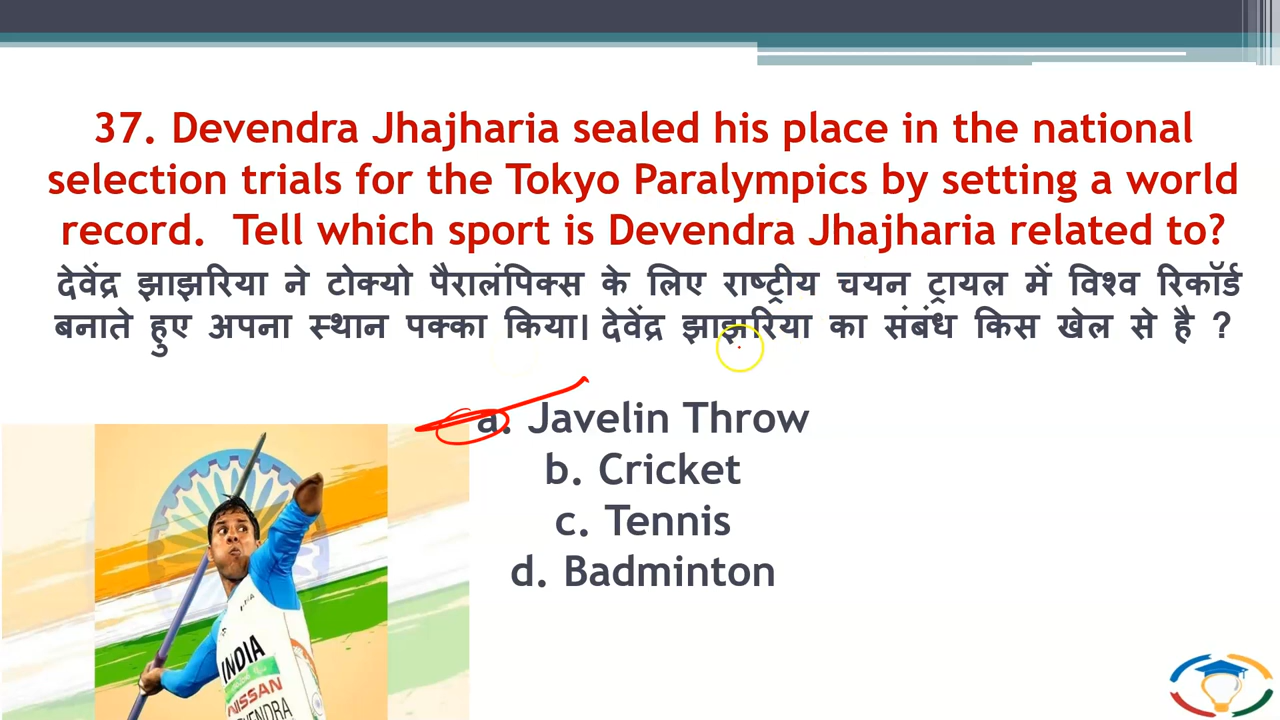 37. Devendra Jhajharia sealed his place in the national
selection trials for the Tokyo Paralympics by setting a world
record. Tell which sport is Devendra Jhajharia related to?
देवेंद्र झाझरिया ने टोक्यो पैरालंपिक्स के लिए राष्ट्रीय चयन ट्रायल में विश्व रिकॉर्ड
बनाते हुए अपना स्थान पक्का किया। देवेंद्र झाझरिया का संबंध किस खेल से है ?
a. Javelin Throw
b. Cricket
c. Tennis
d. Badminton
INDIA
NISSAN